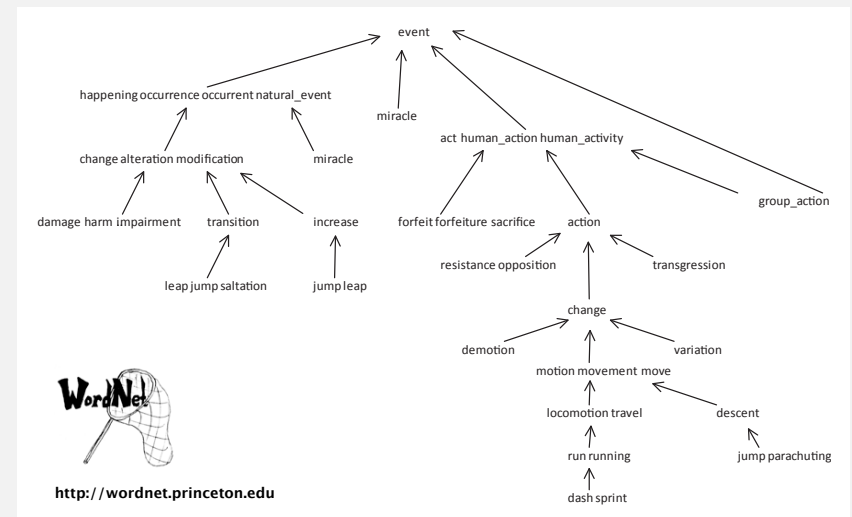 event
happening occurrence occurrent natural_event
miracle
act human_action human_activity
change alteration modification
miracle
group_action
damage harm impairment
transition
increase
forfeit forfeiture sacrifice
action
resistance opposition
transgression
leap jump saltation
jump leap
change
demotion
variation
motion movement move
WordNet
locomotion travel
descent
run running
jump parachuting
http://wordnet.princeton.edu
dash sprint